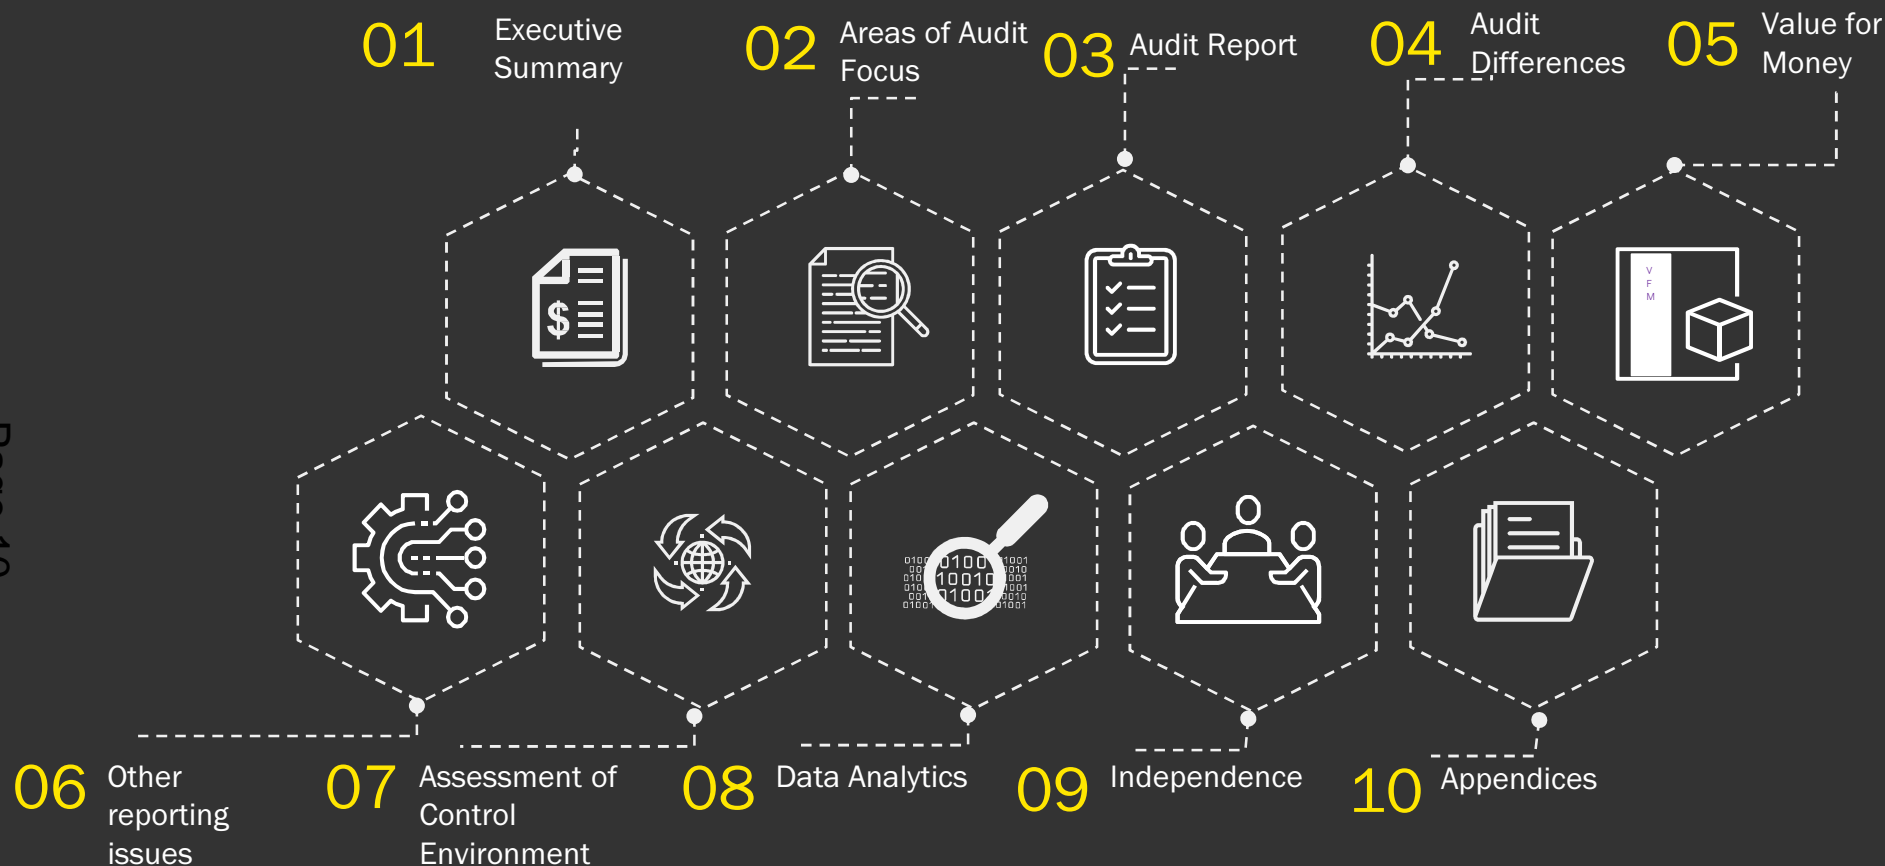 01
Executive
Summary
02
Areas of Audit
Focus
03
Audit Report
04
Audit
Differences
05
Value for
Money
$
V
F
M
06
Other
reporting
issues
07
Assessment of
Control
Environment
08
Data Analytics
09
Independence
10
Appendices